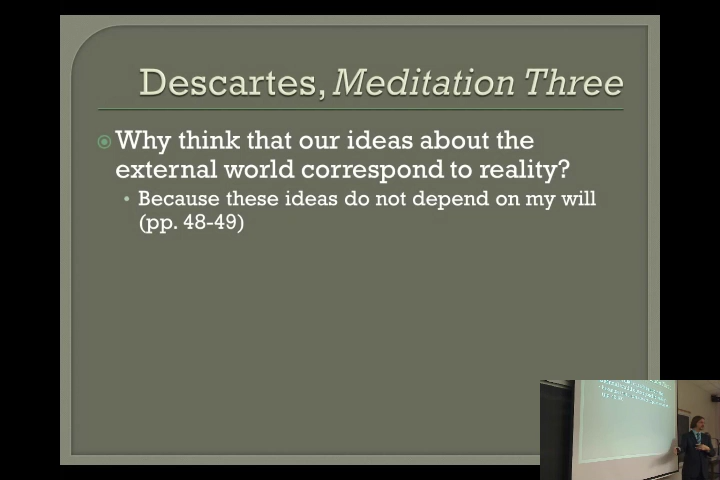 Descartes, Meditation Three
Why think that our ideas about the
external world correspond to reality?
Because these ideas do not depend on my will
(pp. 48-49)